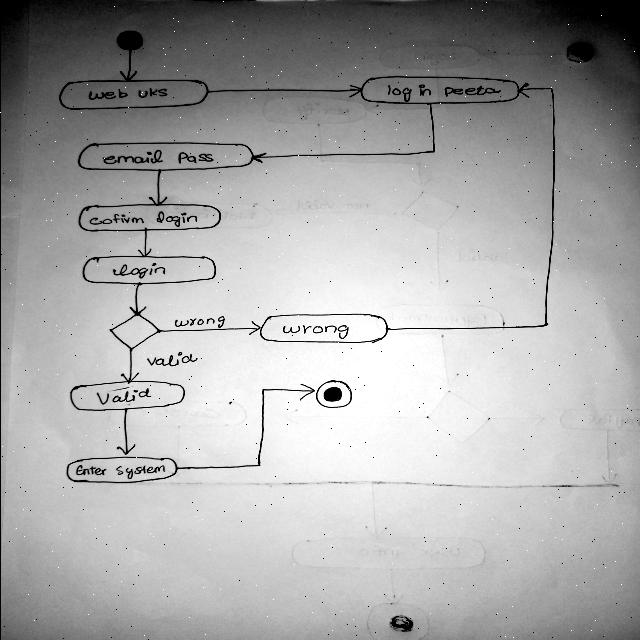 web uks
log in peeta
email pass
cofirm login
login
wrong
wrong
valid
Valid
Enter System